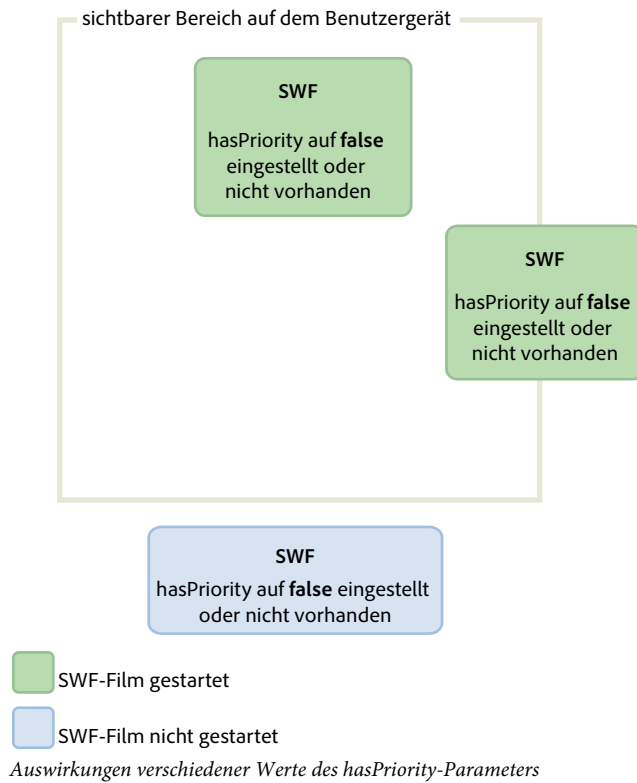 sichtbarer Bereich auf dem Benutzergerät
SWF
hasPriority auf false
eingestellt oder
nicht vorhanden
SWF
hasPriority auf false
eingestellt oder
nicht vorhanden
SWF
hasPriority auf false eingestellt
oder nicht vorhanden
SWF-Film gestartet
SWF-Film nicht gestartet
Auswirkungen verschiedener Werte des hasPriority-Parameters